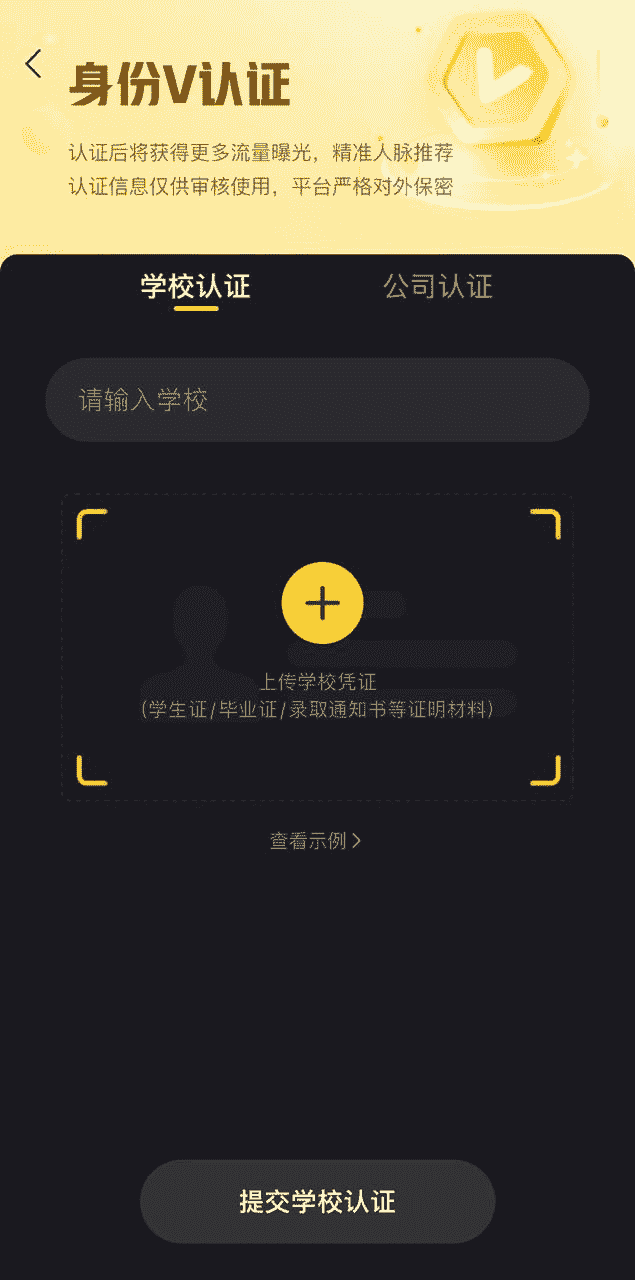 身份V认证
认证后将获得更多流量曝光，精准人脉推荐
认证信息仅供审核使用，平台严格对外保密
学校认证 公司认证
请输入学校
上传学校凭证
（学生证/毕业证/录取通知书等证明材料）
查看示例
提交学校认证